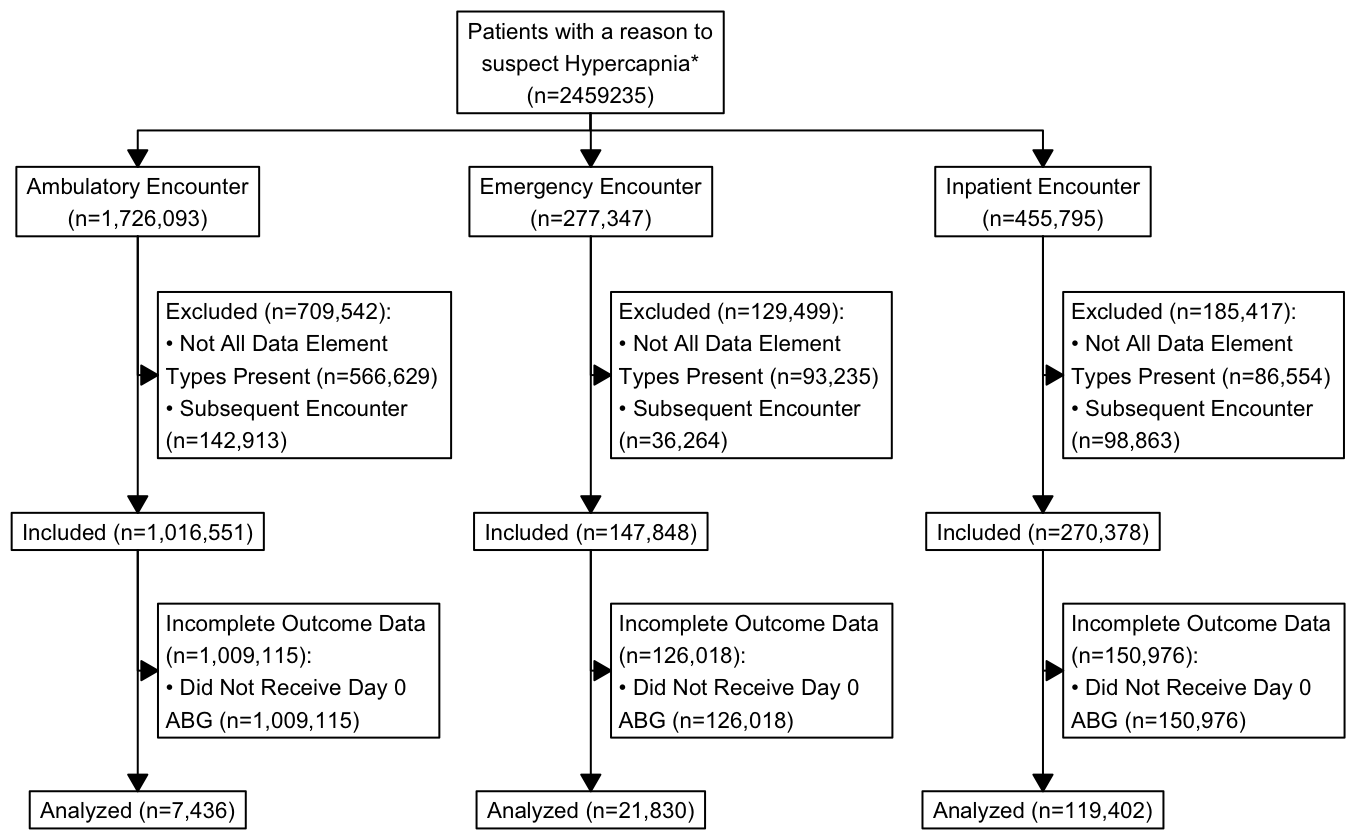 Patients with a reason to
suspect Hypercapnia*
(n=2459235)
Ambulatory Encounter
(n=1,726,093)
Emergency Encounter
(n=277,347)
Inpatient Encounter
(n=455,795)
Excluded (n=709,542):
• Not All Data Element
Types Present (n=566,629)
• Subsequent Encounter
(n=142,913)
Excluded (n=129,499):
• Not All Data Element
Types Present (n=93,235)
• Subsequent Encounter
(n=36,264)
Excluded (n=185,417):
• Not All Data Element
Types Present (n=86,554)
• Subsequent Encounter
(n=98,863)
Included (n=1,016,551)
Included (n=147,848)
Included (n=270,378)
Incomplete Outcome Data
(n=1,009,115):
• Did Not Receive Day 0
ABG (n=1,009,115)
Incomplete Outcome Data
(n=126,018):
• Did Not Receive Day 0
ABG (n=126,018)
Incomplete Outcome Data
(n=150,976):
• Did Not Receive Day 0
ABG (n=150,976)
Analyzed (n=7,436)
Analyzed (n=21,830)
Analyzed (n=119,402)